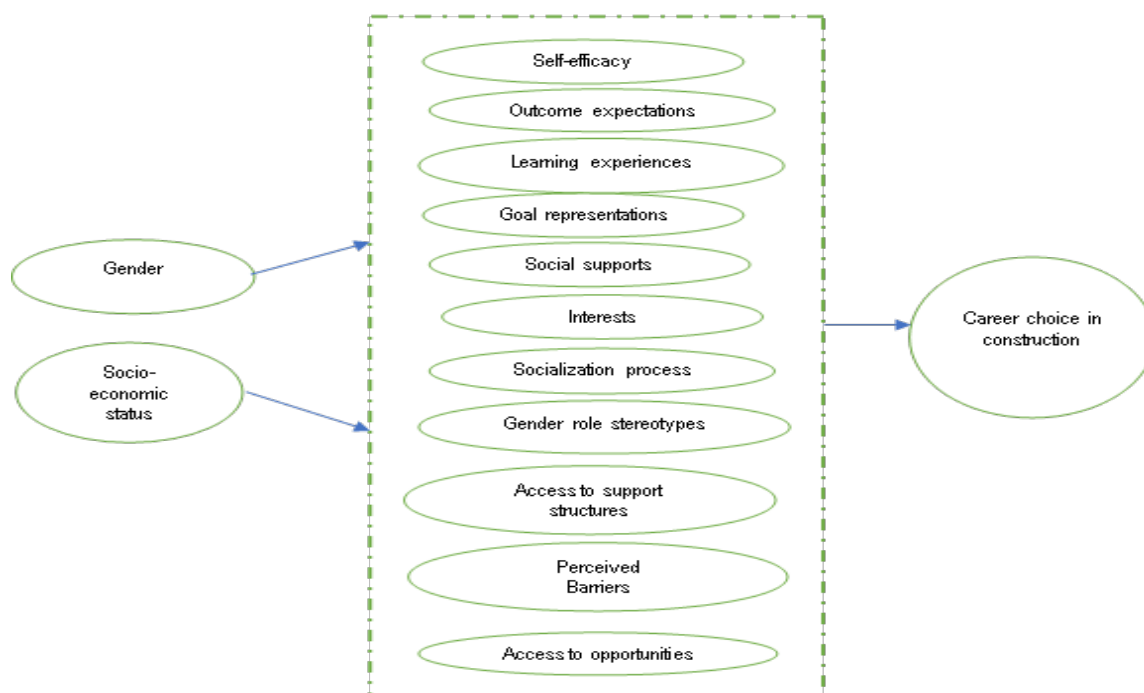 Self-efficacy
Outcome expectations
Learning experiences
Goal representations
Social supports
Interests
Socialization process
Gender role stereotypes
Access to support
structures
Perceived
Barriers
Access to opportunities
Gender
Socio-
economic
status
Career choice in
construction